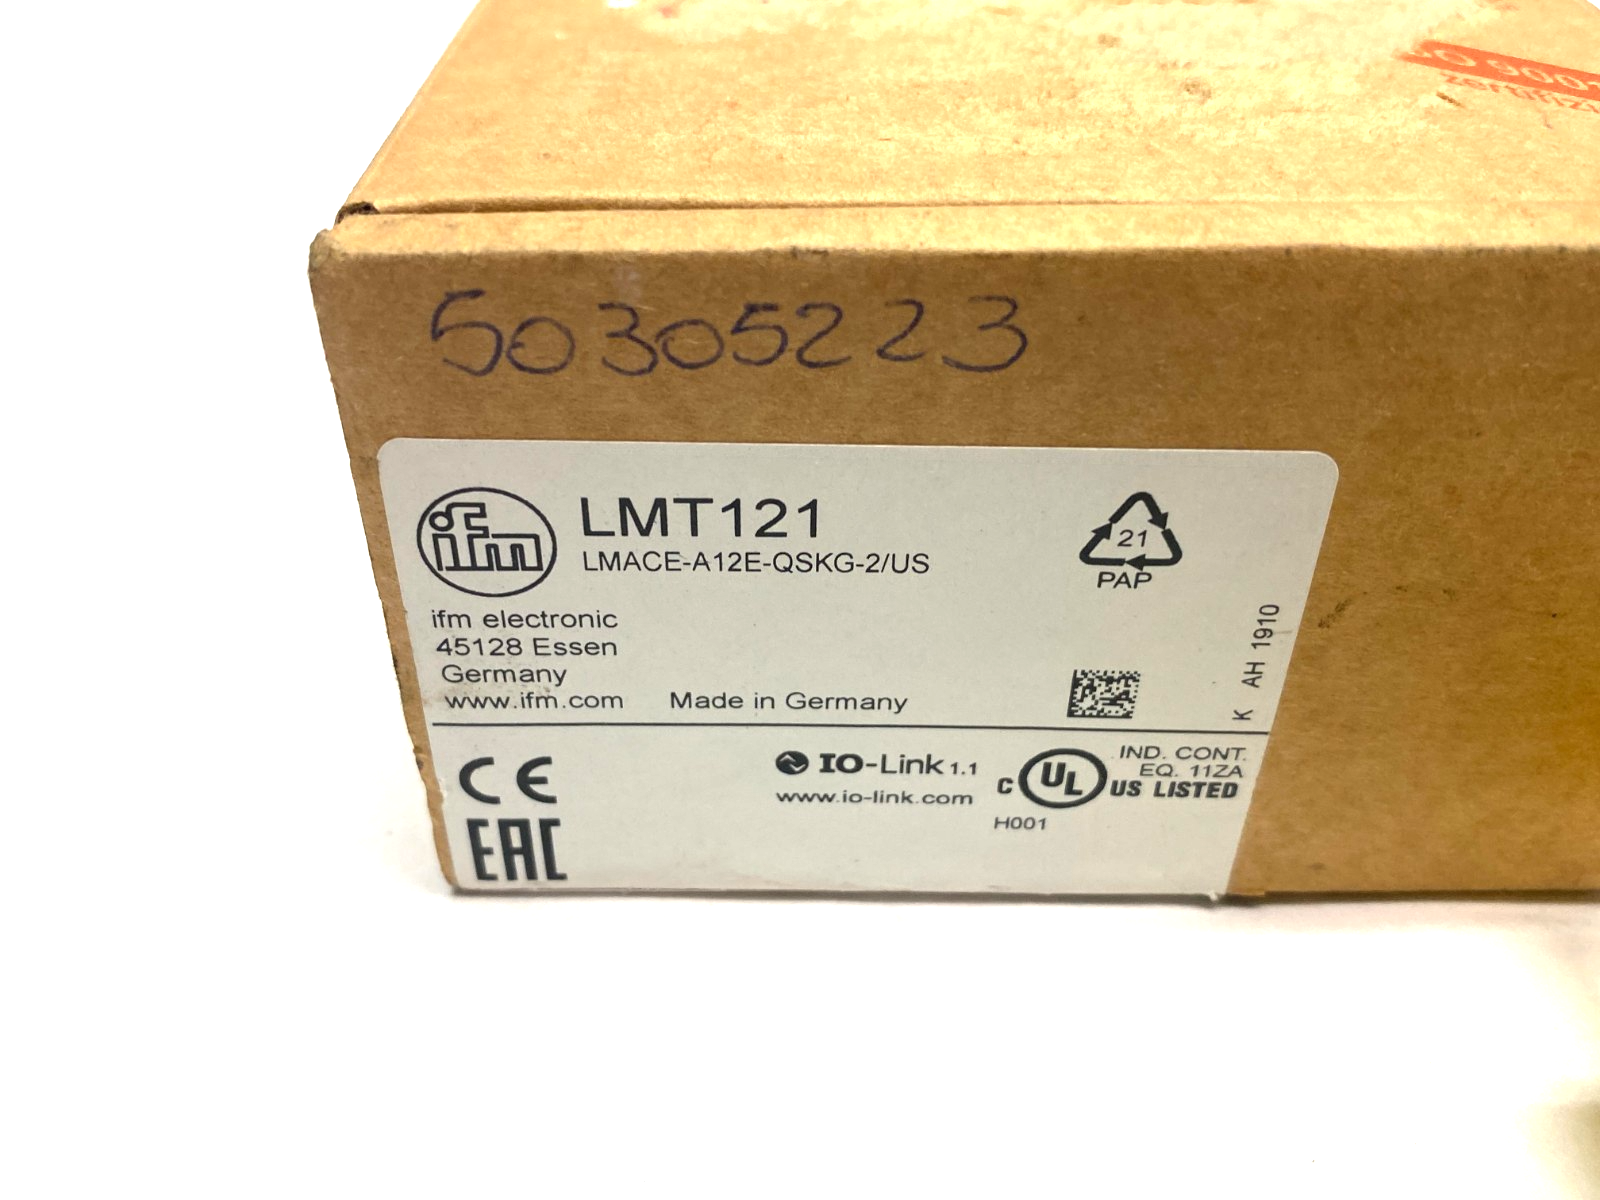 9001
zertifizi
50305223
ifm
LMT121
LMACE-A12E-QSKG-2/US
21
PAP
ifm electronic
45128 Essen
Germany
www.ifm.com
Made in Germany
K AH 1910
CE
EAC
IO-Link 1.1
www.io-link.com
C UL US LISTED
IND. CONT.
EQ. 11ZA
H001